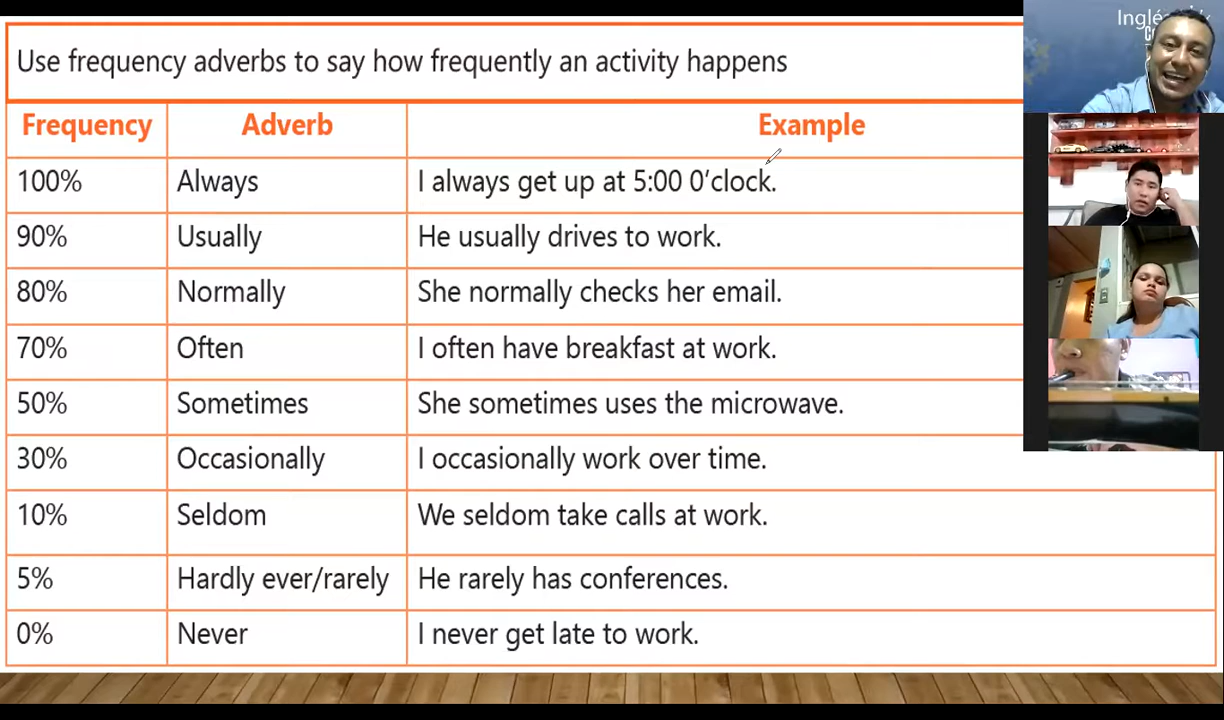 Use frequency adverbs to say how frequently an activity happens
Frequency Adverb Example
100% Always I always get up at 5:00 0’clock.
90% Usually He usually drives to work.
80% Normally She normally checks her email.
70% Often I often have breakfast at work.
50% Sometimes She sometimes uses the microwave.
30% Occasionally I occasionally work over time.
10% Seldom We seldom take calls at work.
5% Hardly ever/rarely He rarely has conferences.
0% Never I never get late to work.